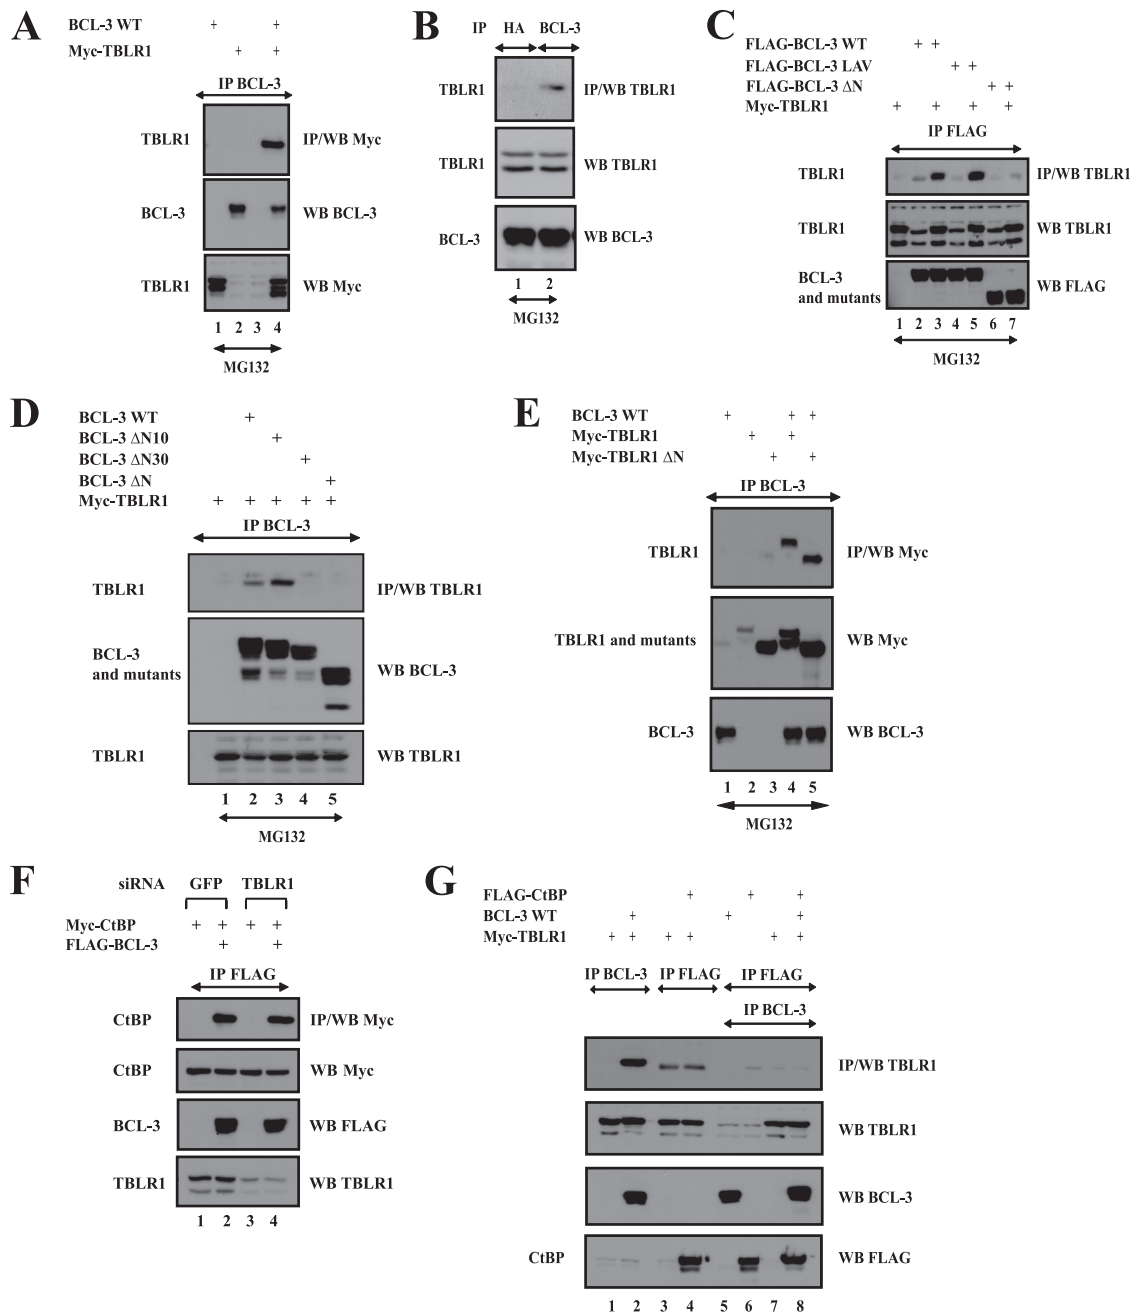 A
BCL-3 WT + +
Myc-TBLR1 + +
IP BCL-3
TBLR1 IP/WB Myc
BCL-3 WB BCL-3
TBLR1 WB Myc
1 2 3 4
MG132
B
IP HA BCL-3
TBLR1 IP/WB TBLR1
TBLR1 WB TBLR1
BCL-3 WB BCL-3
1 2
MG132
C
FLAG-BCL-3 WT + +
FLAG-BCL-3 LAV + +
FLAG-BCL-3 ΔN + +
Myc-TBLR1 + + + +
IP FLAG
TBLR1 IP/WB TBLR1
TBLR1 WB TBLR1
BCL-3
and mutants WB FLAG
1 2 3 4 5 6 7
MG132
D
BCL-3 WT +
BCL-3 ΔN10 +
BCL-3 ΔN30 +
BCL-3 ΔN +
Myc-TBLR1 + + + + +
IP BCL-3
TBLR1 IP/WB TBLR1
BCL-3
and mutants WB BCL-3
TBLR1 WB TBLR1
1 2 3 4 5
MG132
E
BCL-3 WT + + +
Myc-TBLR1 + +
Myc-TBLR1 ΔN + +
IP BCL-3
TBLR1 IP/WB Myc
TBLR1 and mutants WB Myc
BCL-3 WB BCL-3
1 2 3 4 5
MG132
F
siRNA GFP TBLR1
Myc-CtBP + + + +
FLAG-BCL-3 + +
IP FLAG
CtBP IP/WB Myc
CtBP WB Myc
BCL-3 WB FLAG
TBLR1 WB TBLR1
1 2 3 4
G
FLAG-CtBP + + +
BCL-3 WT + + +
Myc-TBLR1 + + + + + +
IP BCL-3 IP FLAG IP FLAG
IP BCL-3
IP/WB TBLR1
WB TBLR1
WB BCL-3
CtBP WB FLAG
1 2 3 4 5 6 7 8